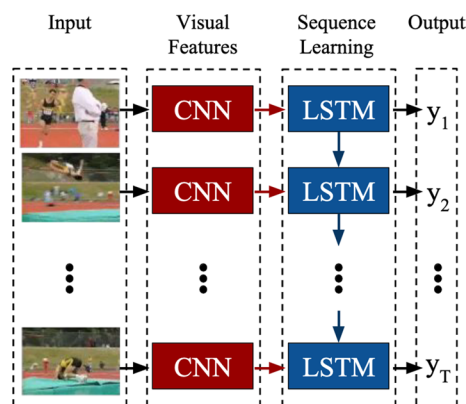 Input
Visual
Features
Sequence
Learning
Output
CNN
LSTM
y1
CNN
LSTM
y2
CNN
LSTM
yT